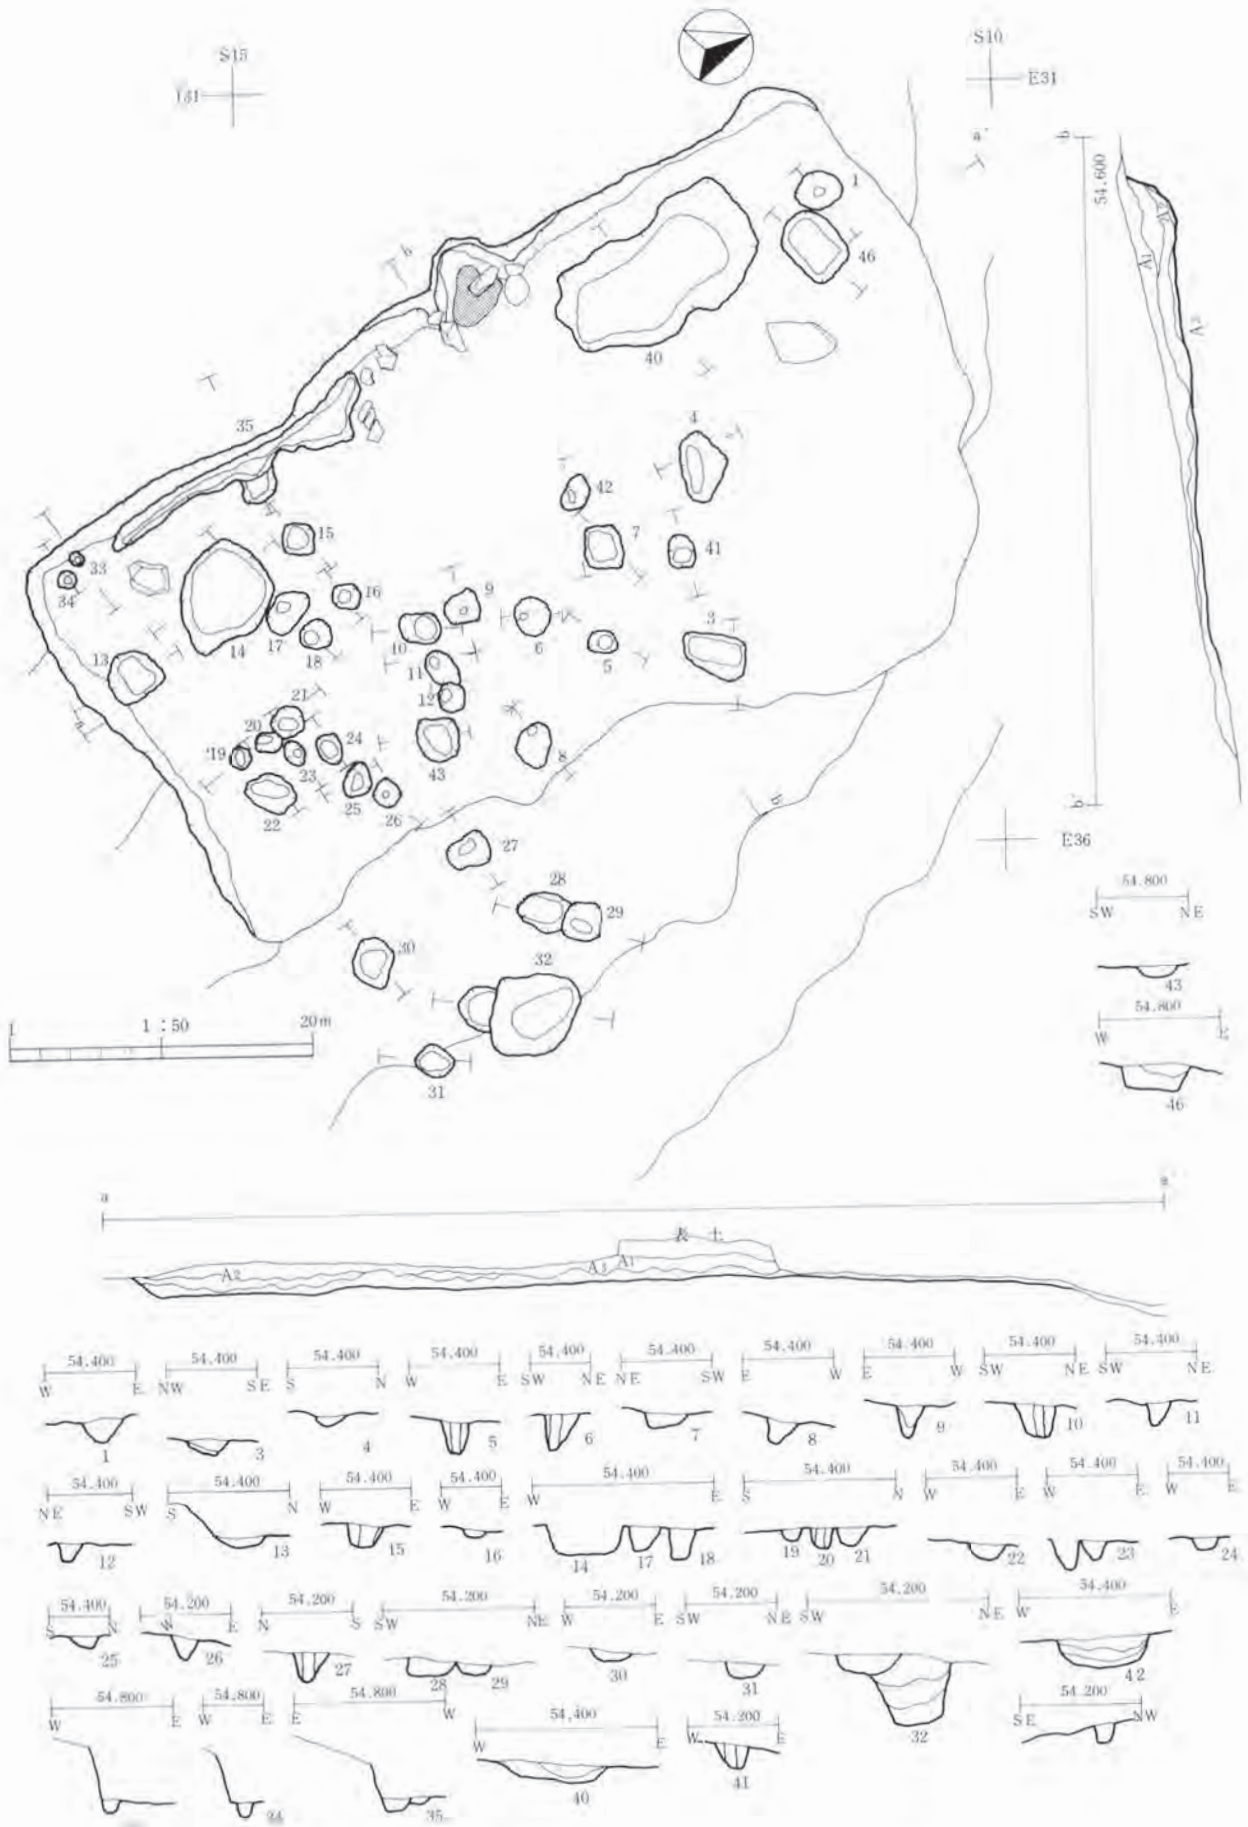 S15
S10
E31
a'
b
54.600
1
46
b
A1
A3
40
35
4
42
15
7
41
33
34
16
9
3
10
6
5
17
18
14
11
13
12
21
20
19
24
43
8
23
25
26
22
b'
b'
27
E36
28
29
54.800
SW NE
30
32
43
1:50 20m
54.800
W E
31
46
a a'
表土
A2 A3 A1
54.400 54.400 54.400 54.400 54.400 54.400 54.400 54.400 54.400 54.400
W E NW SE S N W E SW NE NE SW E W E W SW NE SW NE
1 3 4 5 6 7 8 9 10 11
54.400 54.400 54.400 54.400 54.400 54.400 54.400 54.400 54.400
NE SW S N W E W E W E S N W E W E W E
12 13 15 16 14 17 18 19 20 21 22 23 24
54.400 54.200 54.200 54.200 54.200 54.200 54.200 54.400
S N W E N S SW NE W E SW NE SW NE W E
25 26 27 28 29 30 31 32 42
54.800 54.800 54.800 54.400 54.200 54.200
W E W E E W W E W E SE NW
35 40 41